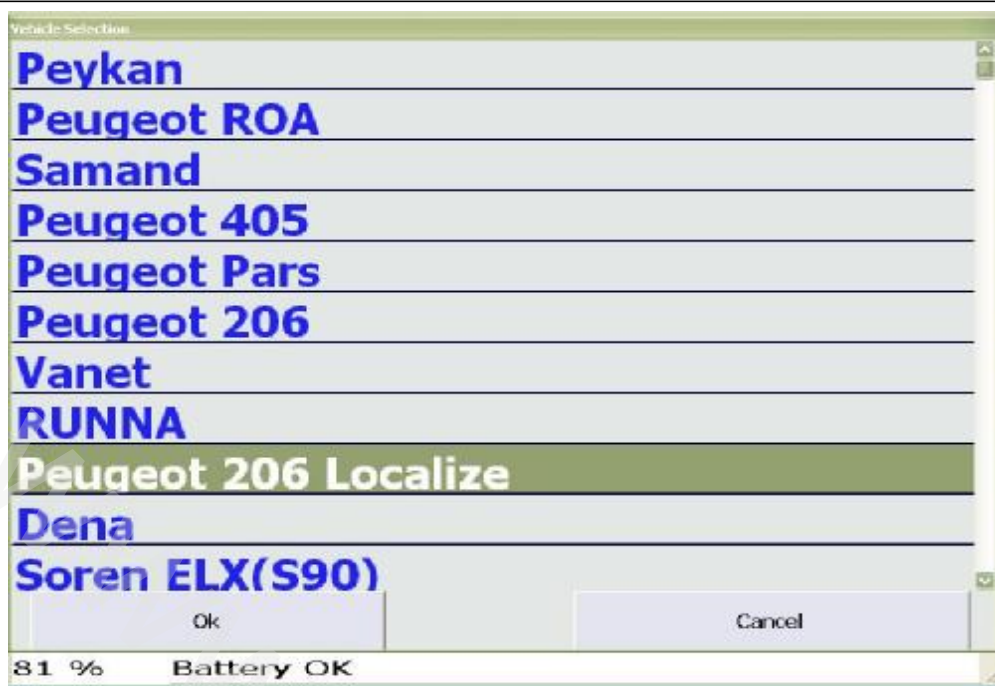 Vehicle Selection
Peykan
Peugeot ROA
Samand
Peugeot 405
Peugeot Pars
Peugeot 206
Vanet
RUNNA
Peugeot 206 Localize
Dena
Soren ELX(S90)
Ok Cancel
81 % Battery OK